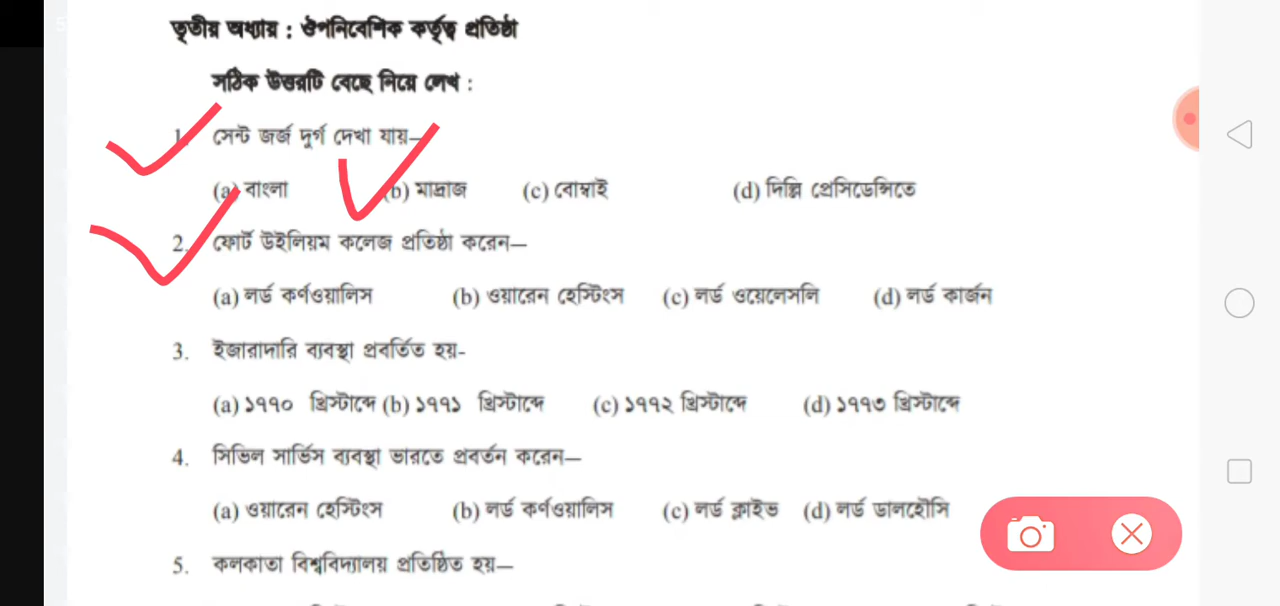 তৃতীয় অধ্যায় : ঔপনিবেশিক কর্তৃত্ব প্রতিষ্ঠা
সঠিক উত্তরটি বেছে নিয়ে লেখ :
1. সেন্ট জর্জ দুর্গ দেখা যায়—
(a) বাংলা (b) মাদ্রাজ (c) বোম্বাই (d) দিল্লি প্রেসিডেন্সিতে
2. ফোর্ট উইলিয়ম কলেজ প্রতিষ্ঠা করেন—
(a) লর্ড কর্ণওয়ালিস (b) ওয়ারেন হেস্টিংস (c) লর্ড ওয়েলেসলি (d) লর্ড কার্জন
3. ইজারাদারি ব্যবস্থা প্রবর্তিত হয়-
(a) ১৭৭০ খ্রিস্টাব্দে (b) ১৭৭১ খ্রিস্টাব্দে (c) ১৭৭২ খ্রিস্টাব্দে (d) ১৭৭৩ খ্রিস্টাব্দে
4. সিভিল সার্ভিস ব্যবস্থা ভারতে প্রবর্তন করেন—
(a) ওয়ারেন হেস্টিংস (b) লর্ড কর্ণওয়ালিস (c) লর্ড ক্লাইভ (d) লর্ড ডালহৌসি
5. কলকাতা বিশ্ববিদ্যালয় প্রতিষ্ঠিত হয়—